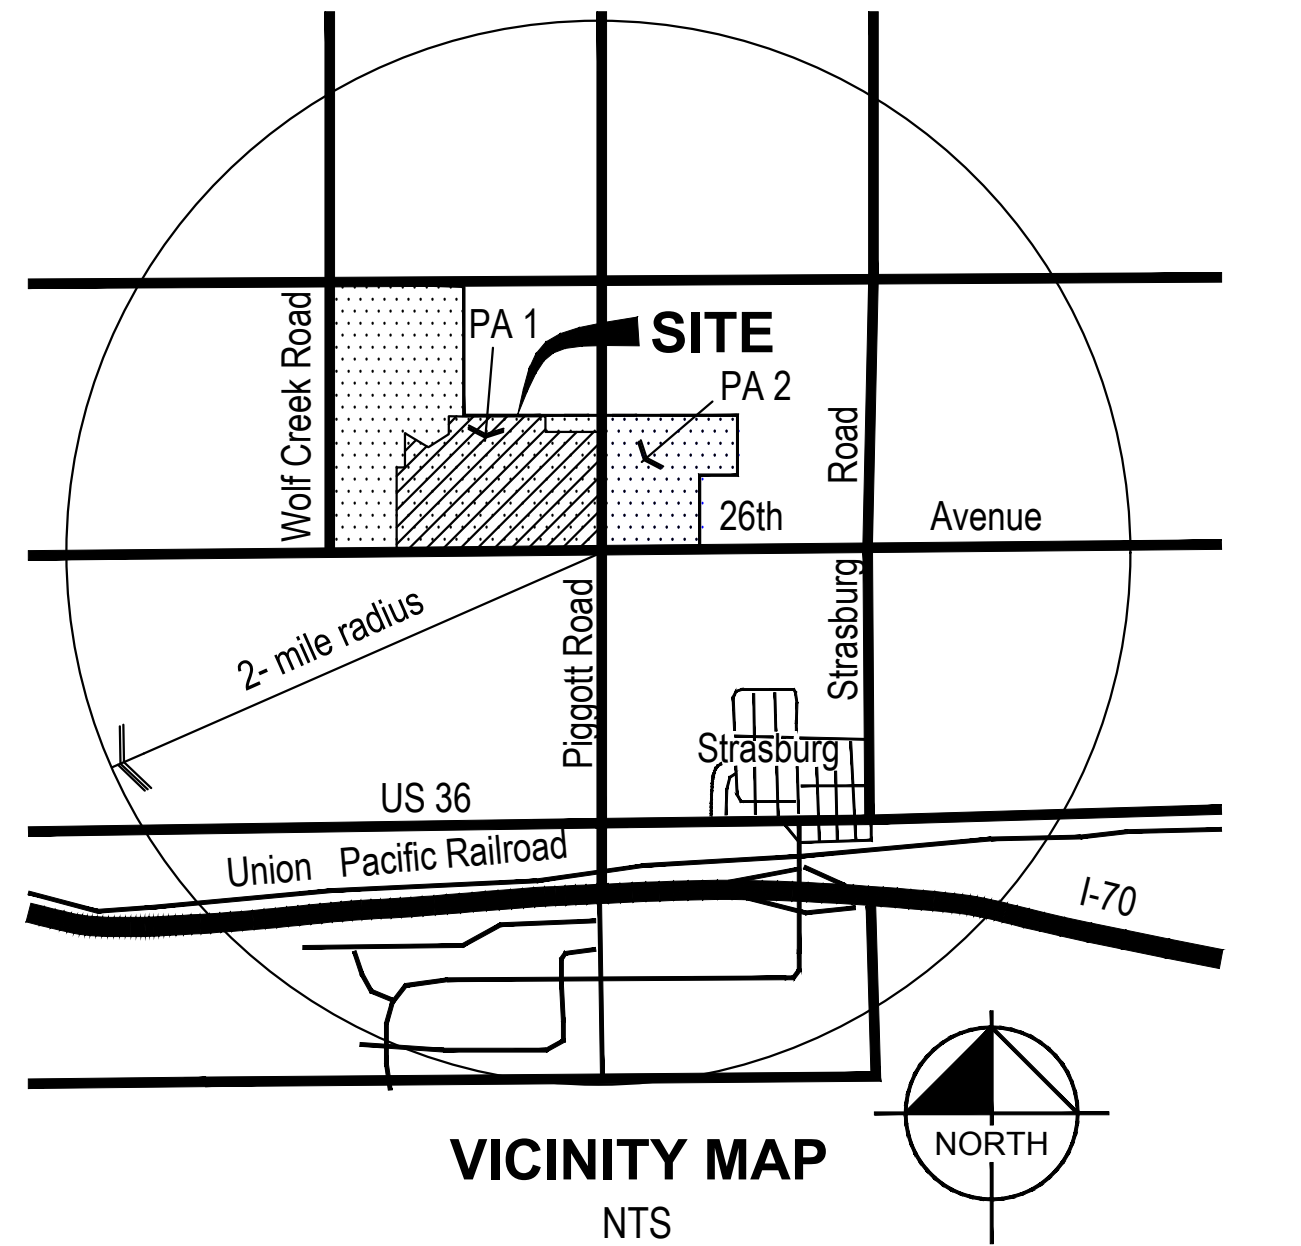 PA 1
SITE
PA 2
Wolf Creek Road
Road
26th
Avenue
Strasburg
Piggott Road
2- mile radius
Strasburg
US 36
Union Pacific Railroad
I-70
NORTH
VICINITY MAP
NTS